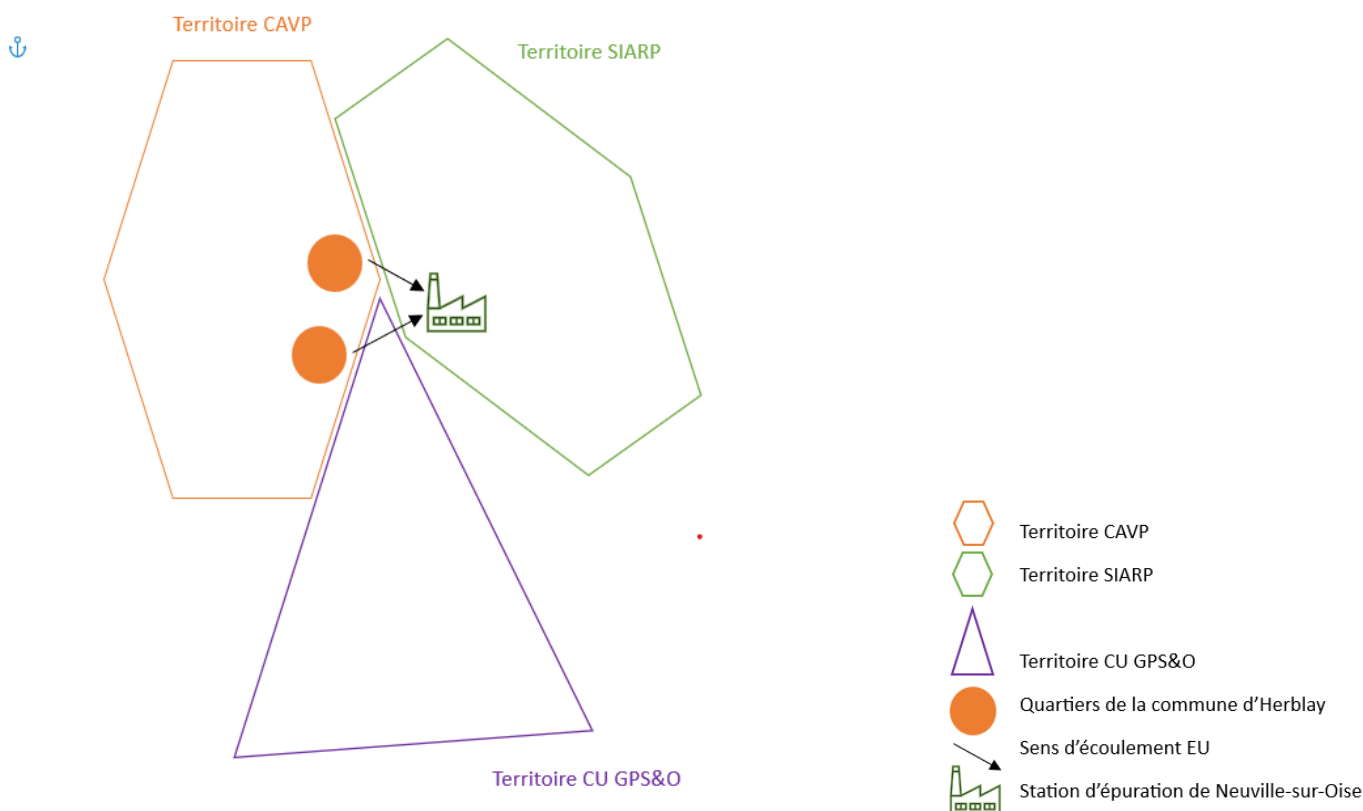 Territoire CAVP
Territoire SIARP
Territoire CU GPS&O
Territoire CAVP
Territoire SIARP
Territoire CU GPS&O
Quartiers de la commune d’Herblay
Sens d’écoulement EU
Station d’épuration de Neuville-sur-Oise